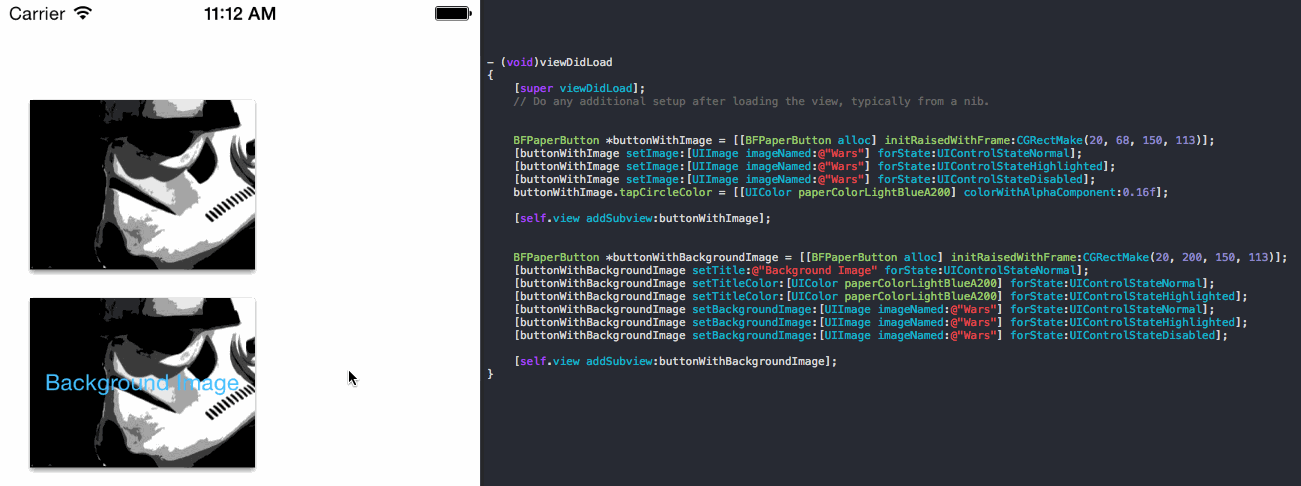 Carrier 11:12 AM
Background Image
- (void)viewDidLoad
{
[super viewDidLoad];
// Do any additional setup after loading the view, typically from a nib.
BFPaperButton *buttonWithImage = [[BFPaperButton alloc] initRaisedWithFrame:CGRectMake(20, 68, 150, 113)];
[buttonWithImage setImage:[UIImage imageNamed:@"Wars"] forState:UIControlStateNormal];
[buttonWithImage setImage:[UIImage imageNamed:@"Wars"] forState:UIControlStateHighlighted];
[buttonWithImage setImage:[UIImage imageNamed:@"Wars"] forState:UIControlStateDisabled];
buttonWithImage.tapCircleColor = [[UIColor paperColorLightBlueA200] colorWithAlphaComponent:0.16f];
[self.view addSubview:buttonWithImage];
BFPaperButton *buttonWithBackgroundImage = [[BFPaperButton alloc] initRaisedWithFrame:CGRectMake(20, 200, 150, 113)];
[buttonWithBackgroundImage setTitle:@"Background Image" forState:UIControlStateNormal];
[buttonWithBackgroundImage setTitleColor:[UIColor paperColorLightBlueA200] forState:UIControlStateNormal];
[buttonWithBackgroundImage setTitleColor:[UIColor paperColorLightBlueA200] forState:UIControlStateHighlighted];
[buttonWithBackgroundImage setBackgroundImage:[UIImage imageNamed:@"Wars"] forState:UIControlStateNormal];
[buttonWithBackgroundImage setBackgroundImage:[UIImage imageNamed:@"Wars"] forState:UIControlStateHighlighted];
[buttonWithBackgroundImage setBackgroundImage:[UIImage imageNamed:@"Wars"] forState:UIControlStateDisabled];
[self.view addSubview:buttonWithBackgroundImage];
}